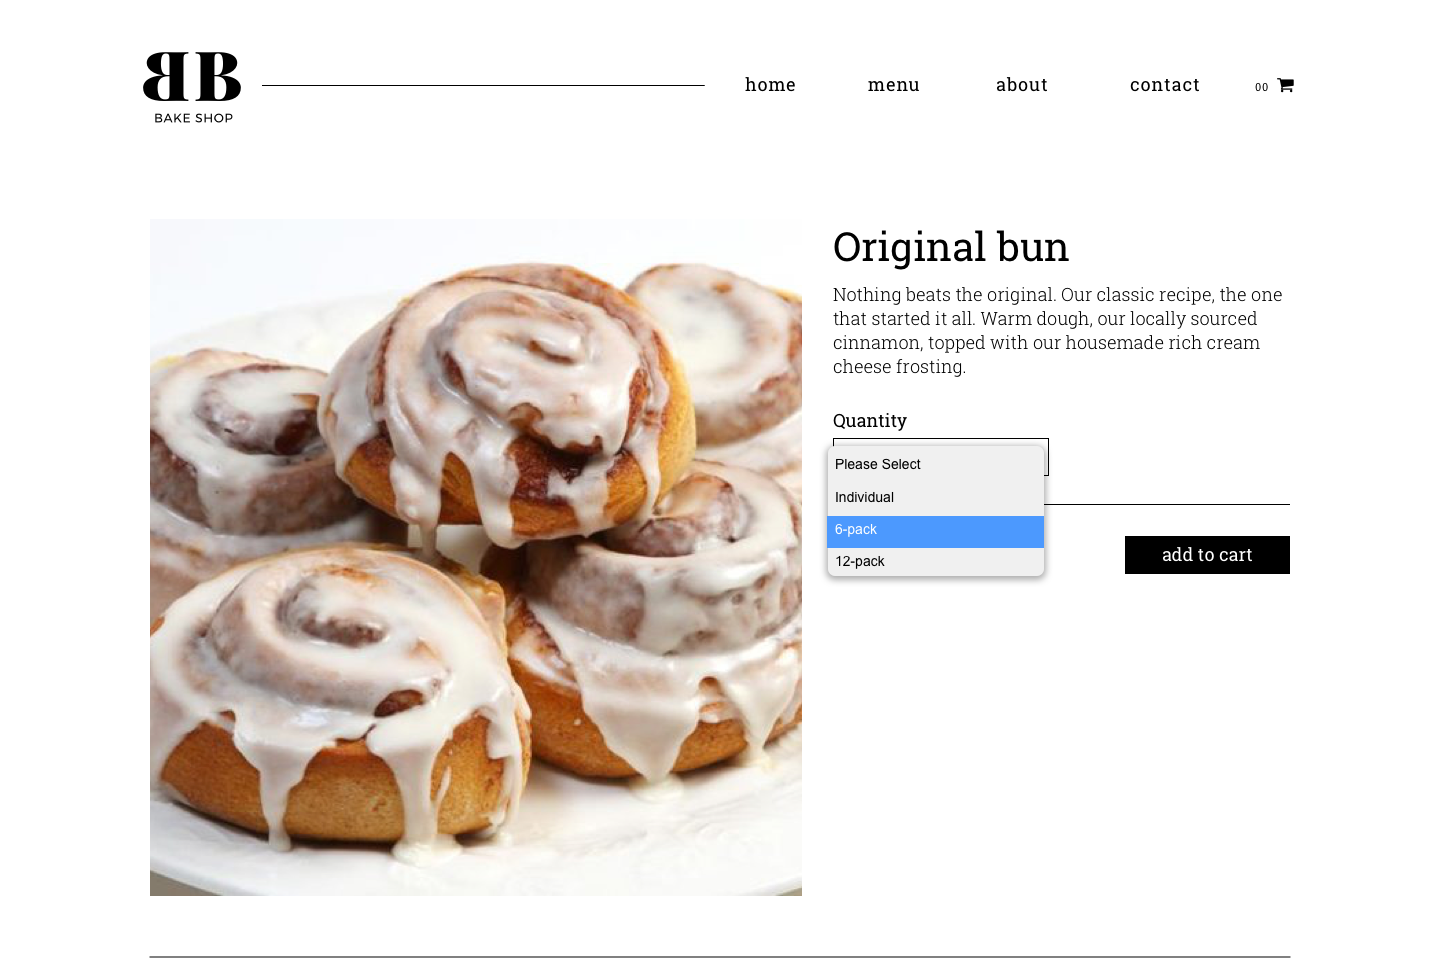 BB
BAKE SHOP
home
menu
about
contact
00
Original bun
Nothing beats the original. Our classic recipe, the one
that started it all. Warm dough, our locally sourced
cinnamon, topped with our housemade rich cream
cheese frosting.
Quantity
Please Select
Individual
6-pack
12-pack
add to cart